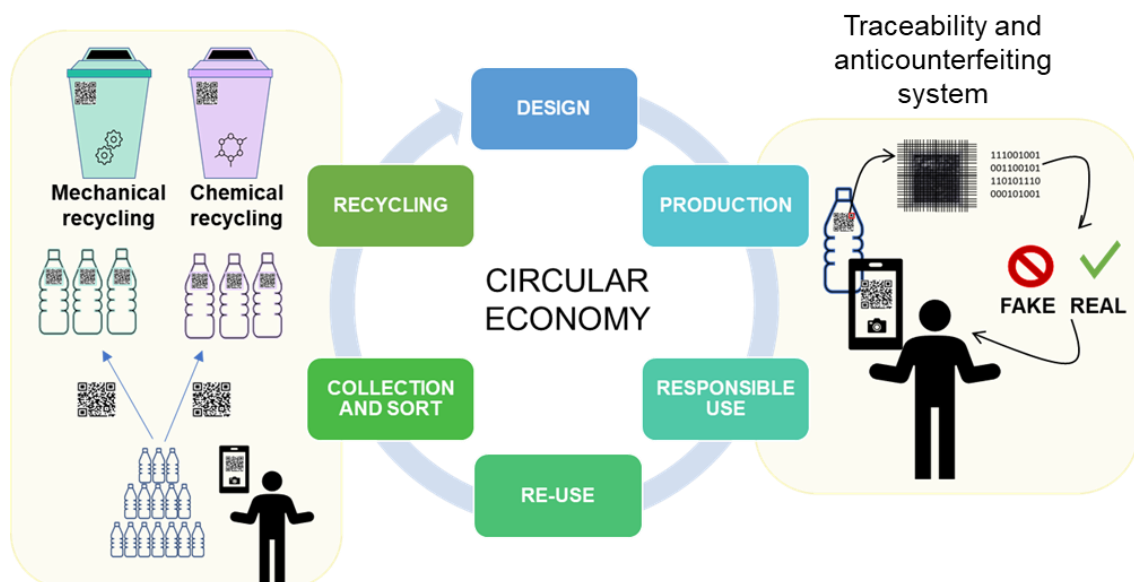 Traceability and
anticounterfeiting
system
Mechanical
recycling
Chemical
recycling
DESIGN
PRODUCTION
RESPONSIBLE
USE
RE-USE
COLLECTION
AND SORT
RECYCLING
CIRCULAR
ECONOMY
111001001
001100101
110101110
000101001
FAKE
REAL